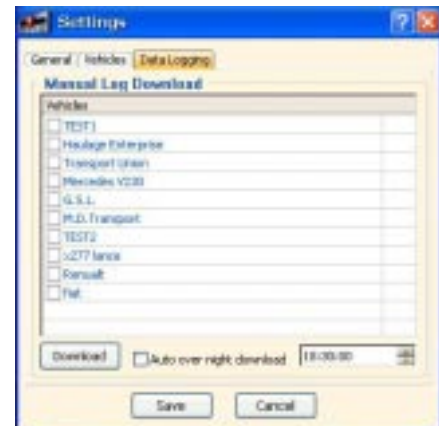 Settings
General Vehicles Data Logging
Manual Log Download
Vehicles
TEST1
Haulage Enterprise
Transport Union
Mercedes V230
G.S.L.
M.D. Transport
TEST2
Renault
Fiat
Download Auto over night download
Save Cancel